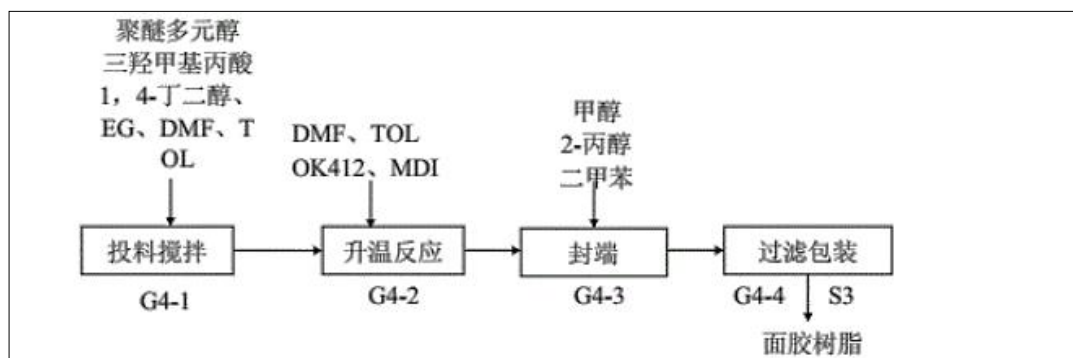 聚醚多元醇
三羟甲基丙酸
1，4-丁二醇、
EG、DMF、T
OL
DMF、TOL
OK412、MDI
甲醇
2-丙醇
二甲苯
投料搅拌
升温反应
封端
过滤包装
G4-1
G4-2
G4-3
G4-4
S3
面胶树脂